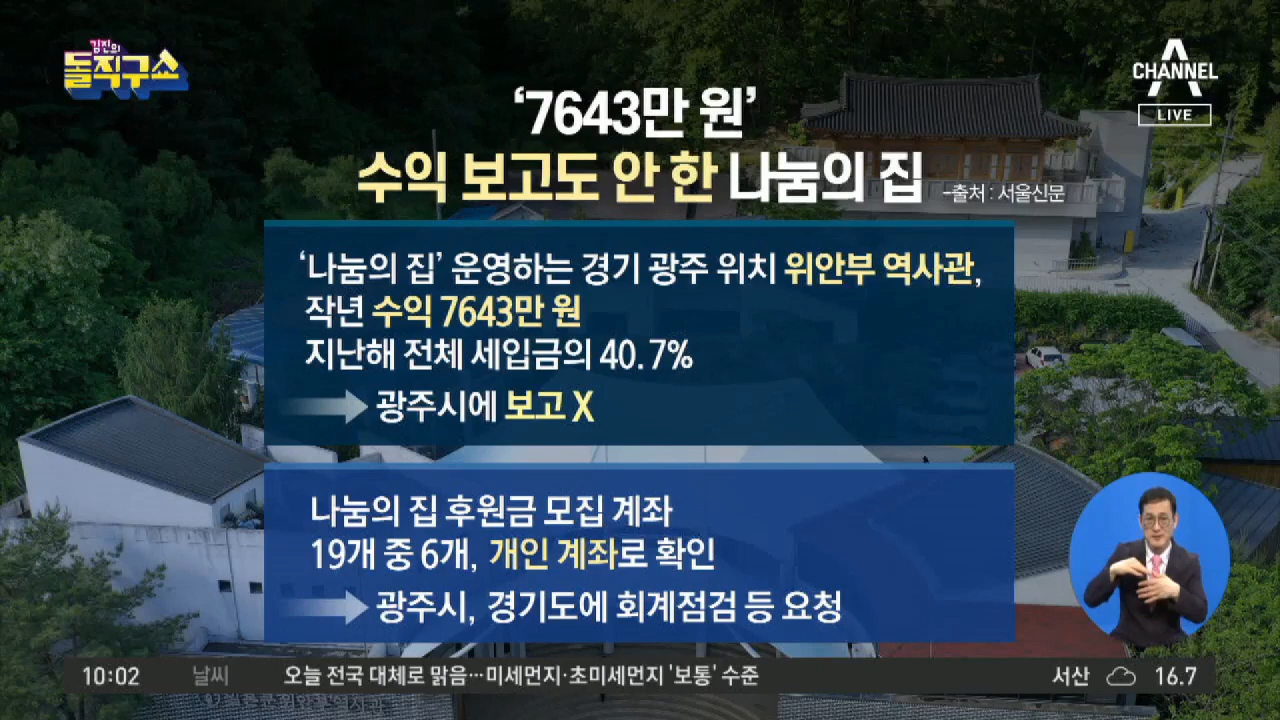 김진의
돌직구쇼
CHANNEL A
LIVE
‘7643만 원’
수익 보고도 안 한 나눔의 집 -출처 : 서울신문
‘나눔의 집’ 운영하는 경기 광주 위치 위안부 역사관,
작년 수익 7643만 원
지난해 전체 세입금의 40.7%
광주시에 보고 X
나눔의 집 후원금 모집 계좌
19개 중 6개, 개인 계좌로 확인
광주시, 경기도에 회계점검 등 요청
10:02 날씨 오늘 전국 대체로 맑음…미세먼지·초미세먼지 '보통' 수준 서산 16.7